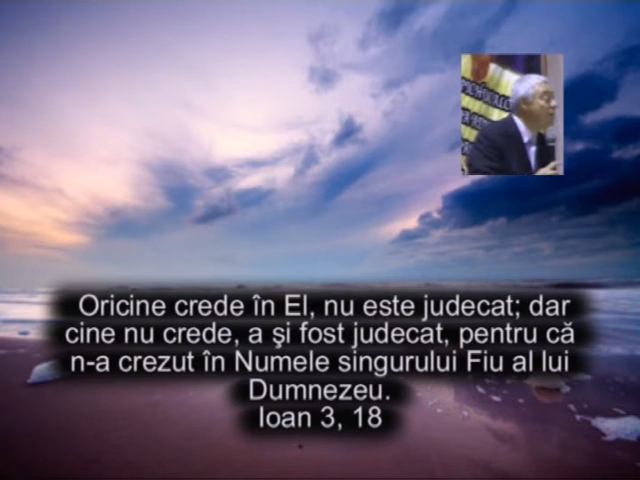 Oricine crede în El, nu este judecat; dar
cine nu crede, a şi fost judecat, pentru că
n-a crezut în Numele singurului Fiu al lui
Dumnezeu.
Ioan 3, 18